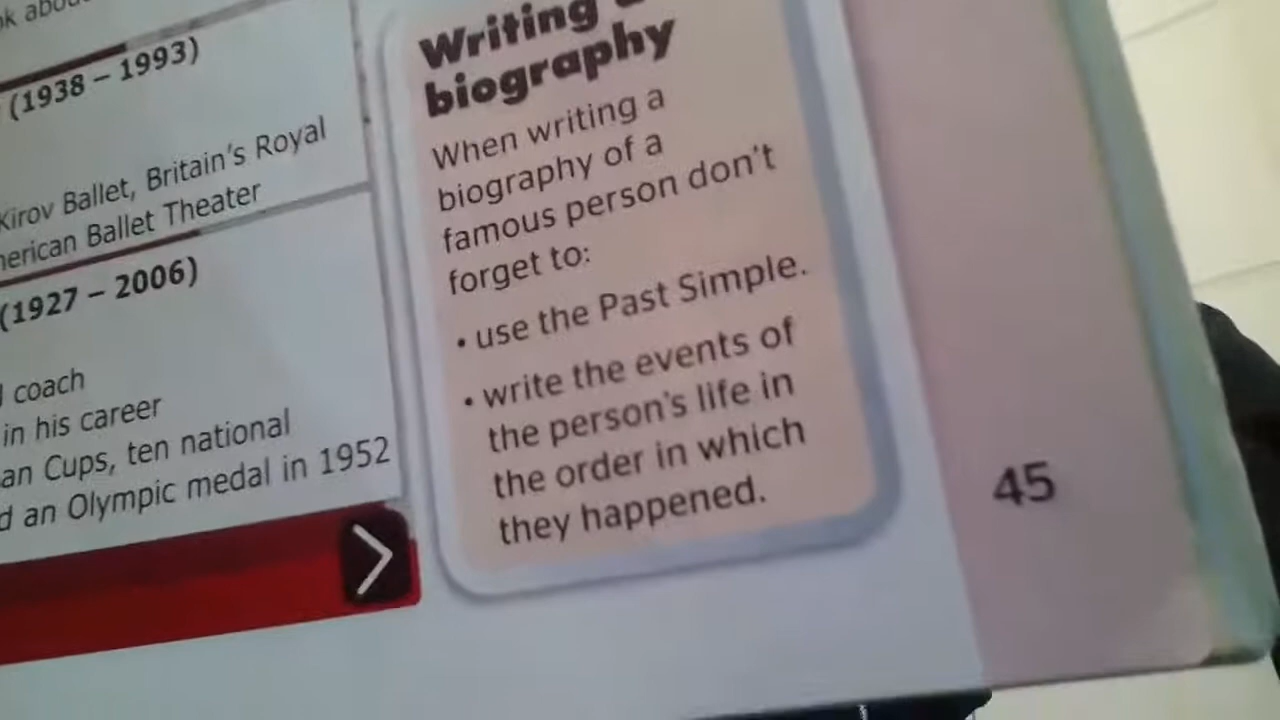 (1938 – 1993)
Kirov Ballet, Britain's Royal
Ballet Theater
(1927 – 2006)
coach
in his career
Cups, ten national
an Olympic medal in 1952
Writing
biography
When writing a
biography of a
famous person don't
forget to:
• use the Past Simple.
• write the events of
the person's life in
the order in which
they happened.
45